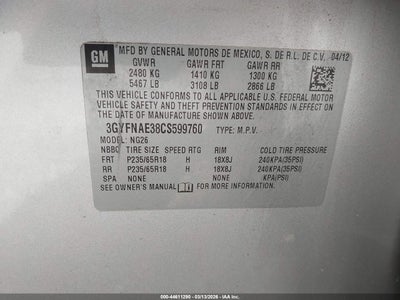 GM
MFD BY GENERAL MOTORS DE MEXICO, S. DE R.L. DE C.V. 04/12
GVWR GAWR FRT GAWR RR
2480 KG 1410 KG 1300 KG
5467 LB 3108 LB 2866 LB
THIS VEHICLE CONFORMS TO ALL APPLICABLE U.S. FEDERAL MOTOR
VEHICLE SAFETY AND THEFT PREVENTION STANDARDS IN EFFECT ON
THE DATE OF MANUFACTURE SHOWN ABOVE.
3GYFNAE38CS599760 TYPE: M.P.V.
MODEL: NG26
NBBC TIRE SIZE SPEED RTG RIM COLD TIRE PRESSURE
FRT P235/65R18 H 18X8J 240KPA(35PSI)
RR P235/65R18 H 18X8J 240KPA(35PSI)
SPA NONE NONE KPA(PSI)
SEE OWNER'S MANUAL
000-44611290 - 03/13/2026 - IAA, Inc.